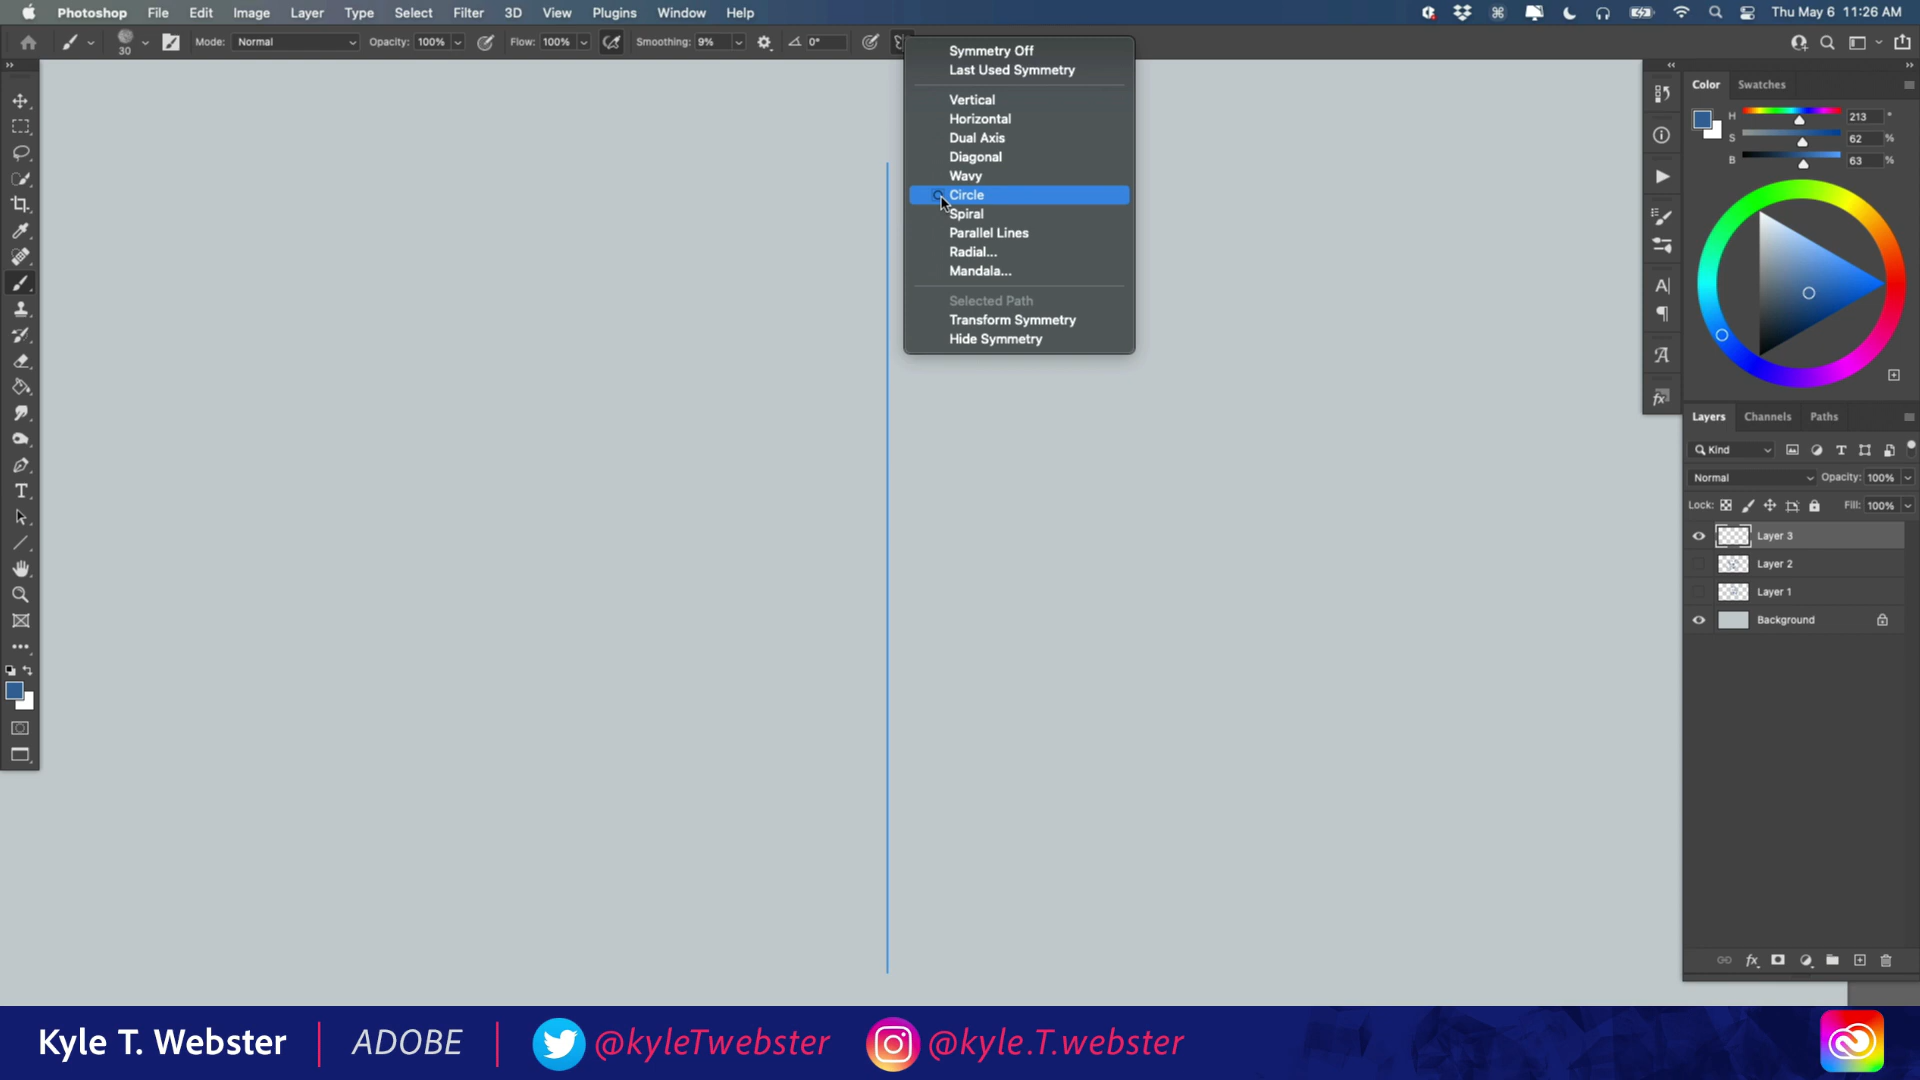 Photoshop File Edit Image Layer Type Select Filter 3D View Plugins Window Help Thu May 6 11:26 AM
30 Mode: Normal Opacity: 100% Flow: 100% Smoothing: 9% 0°
Symmetry Off
Last Used Symmetry
Vertical
Horizontal
Dual Axis
Diagonal
Wavy
Circle
Spiral
Parallel Lines
Radial...
Mandala...
Selected Path
Transform Symmetry
Hide Symmetry
Color Swatches
H 213 °
S 62 %
B 63 %
Layers Channels Paths
Kind
Normal Opacity: 100%
Lock: Fill: 100%
Layer 3
Layer 2
Layer 1
Background
Kyle T. Webster | ADOBE | @kyleTwebster @kyle.T.webster